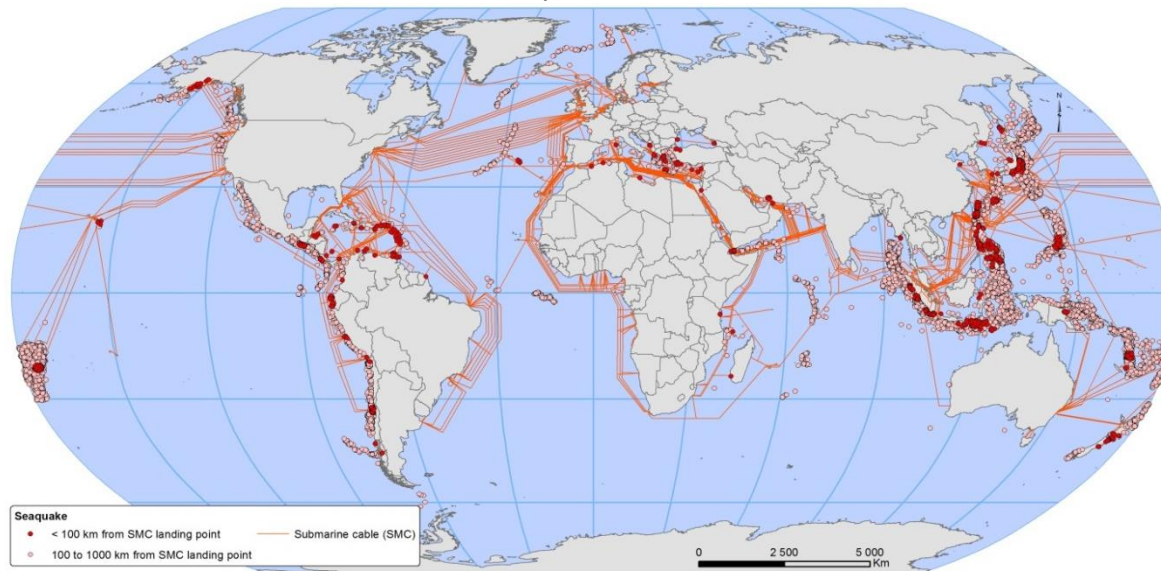 N
Seaquake
< 100 km from SMC landing point
Submarine cable (SMC)
100 to 1000 km from SMC landing point
0 2 500 5 000
Km